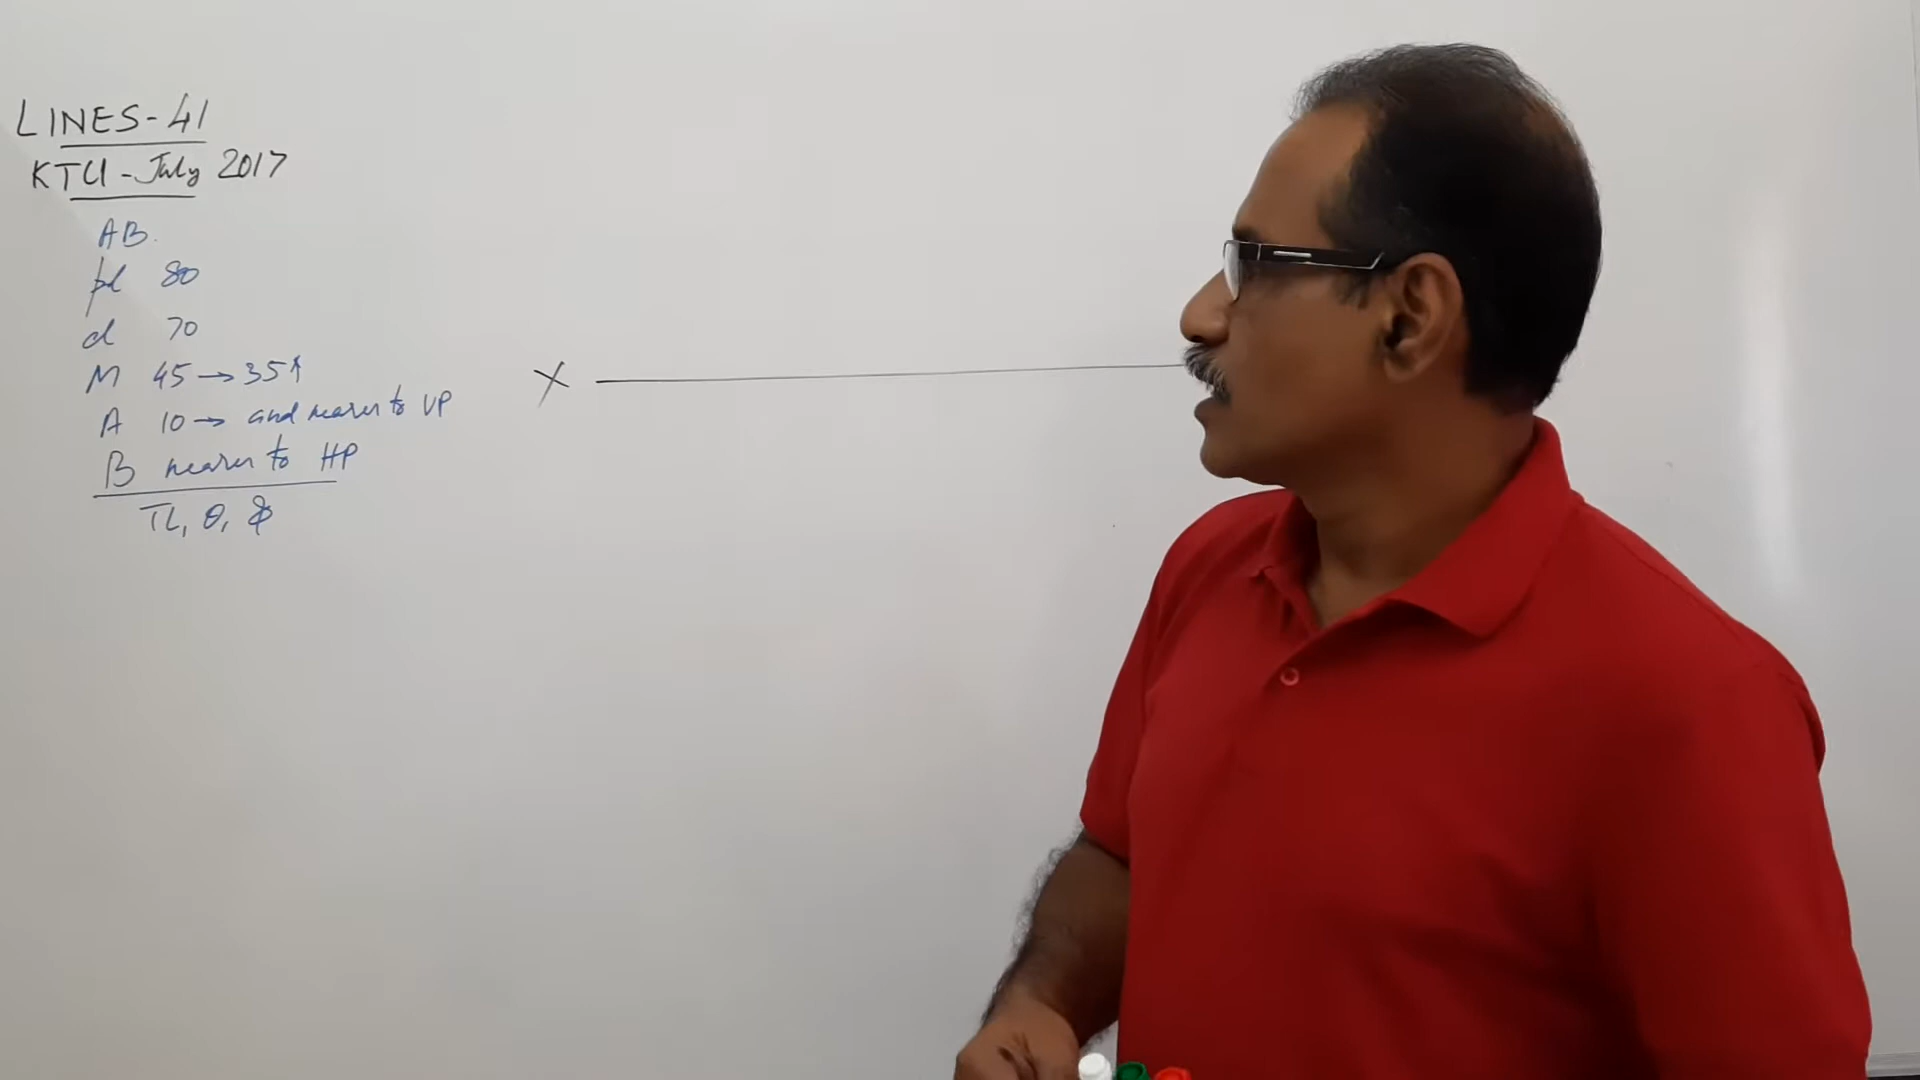 LINES-41
KTU-July 2017
AB.
pl 80
d 70
M 45→35↑
A 10→ and nearer to VP
B nearer to HP
TL, θ, ϕ
X